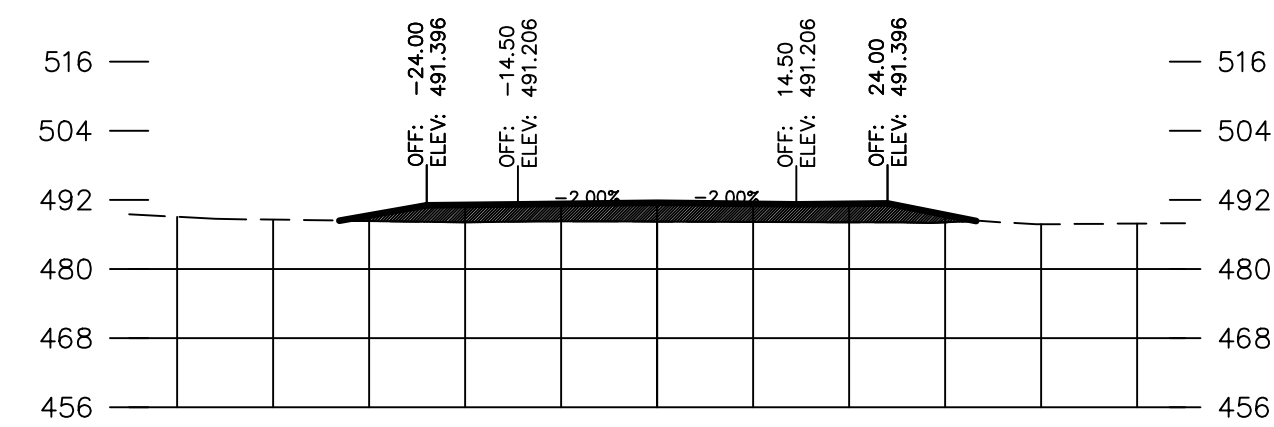 OFF: -24.00
ELEV: 491.396
OFF: -14.50
ELEV: 491.206
OFF: 14.50
ELEV: 491.206
OFF: 24.00
ELEV: 491.396
516
516
504
504
492
-2.00%
-2.00%
492
480
480
468
468
456
456